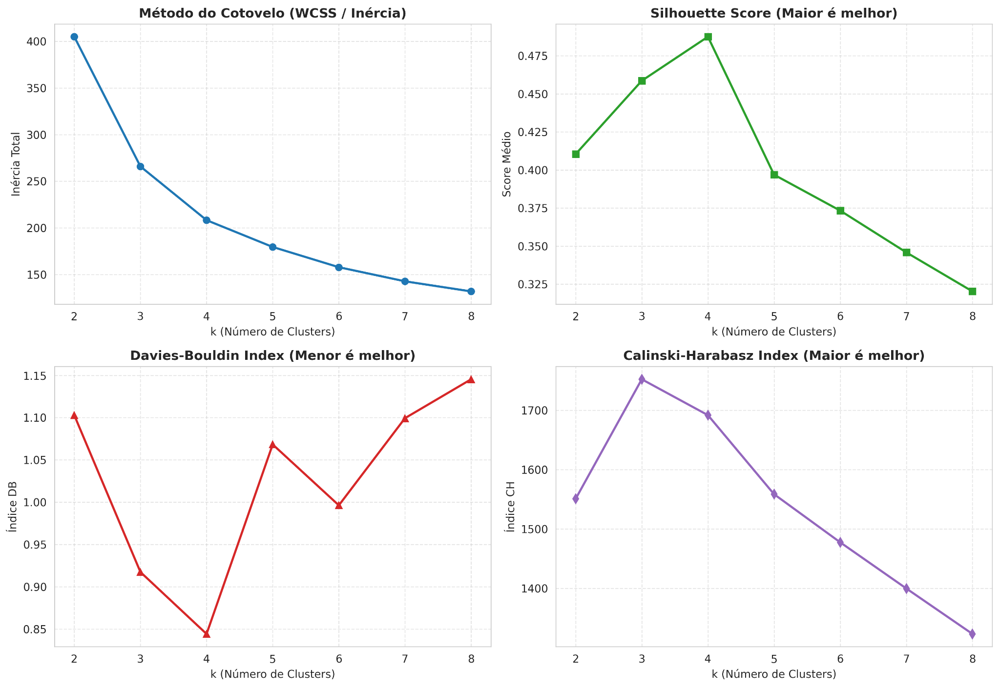 Método do Cotovelo (WCSS / Inércia)
Inércia Total
400
350
300
250
200
150
2 3 4 5 6 7 8
k (Número de Clusters)
Silhouette Score (Maior é melhor)
Score Médio
0.475
0.450
0.425
0.400
0.375
0.350
0.325
2 3 4 5 6 7 8
k (Número de Clusters)
Davies-Bouldin Index (Menor é melhor)
Índice DB
1.15
1.10
1.05
1.00
0.95
0.90
0.85
2 3 4 5 6 7 8
k (Número de Clusters)
Calinski-Harabasz Index (Maior é melhor)
Índice CH
1700
1600
1500
1400
2 3 4 5 6 7 8
k (Número de Clusters)